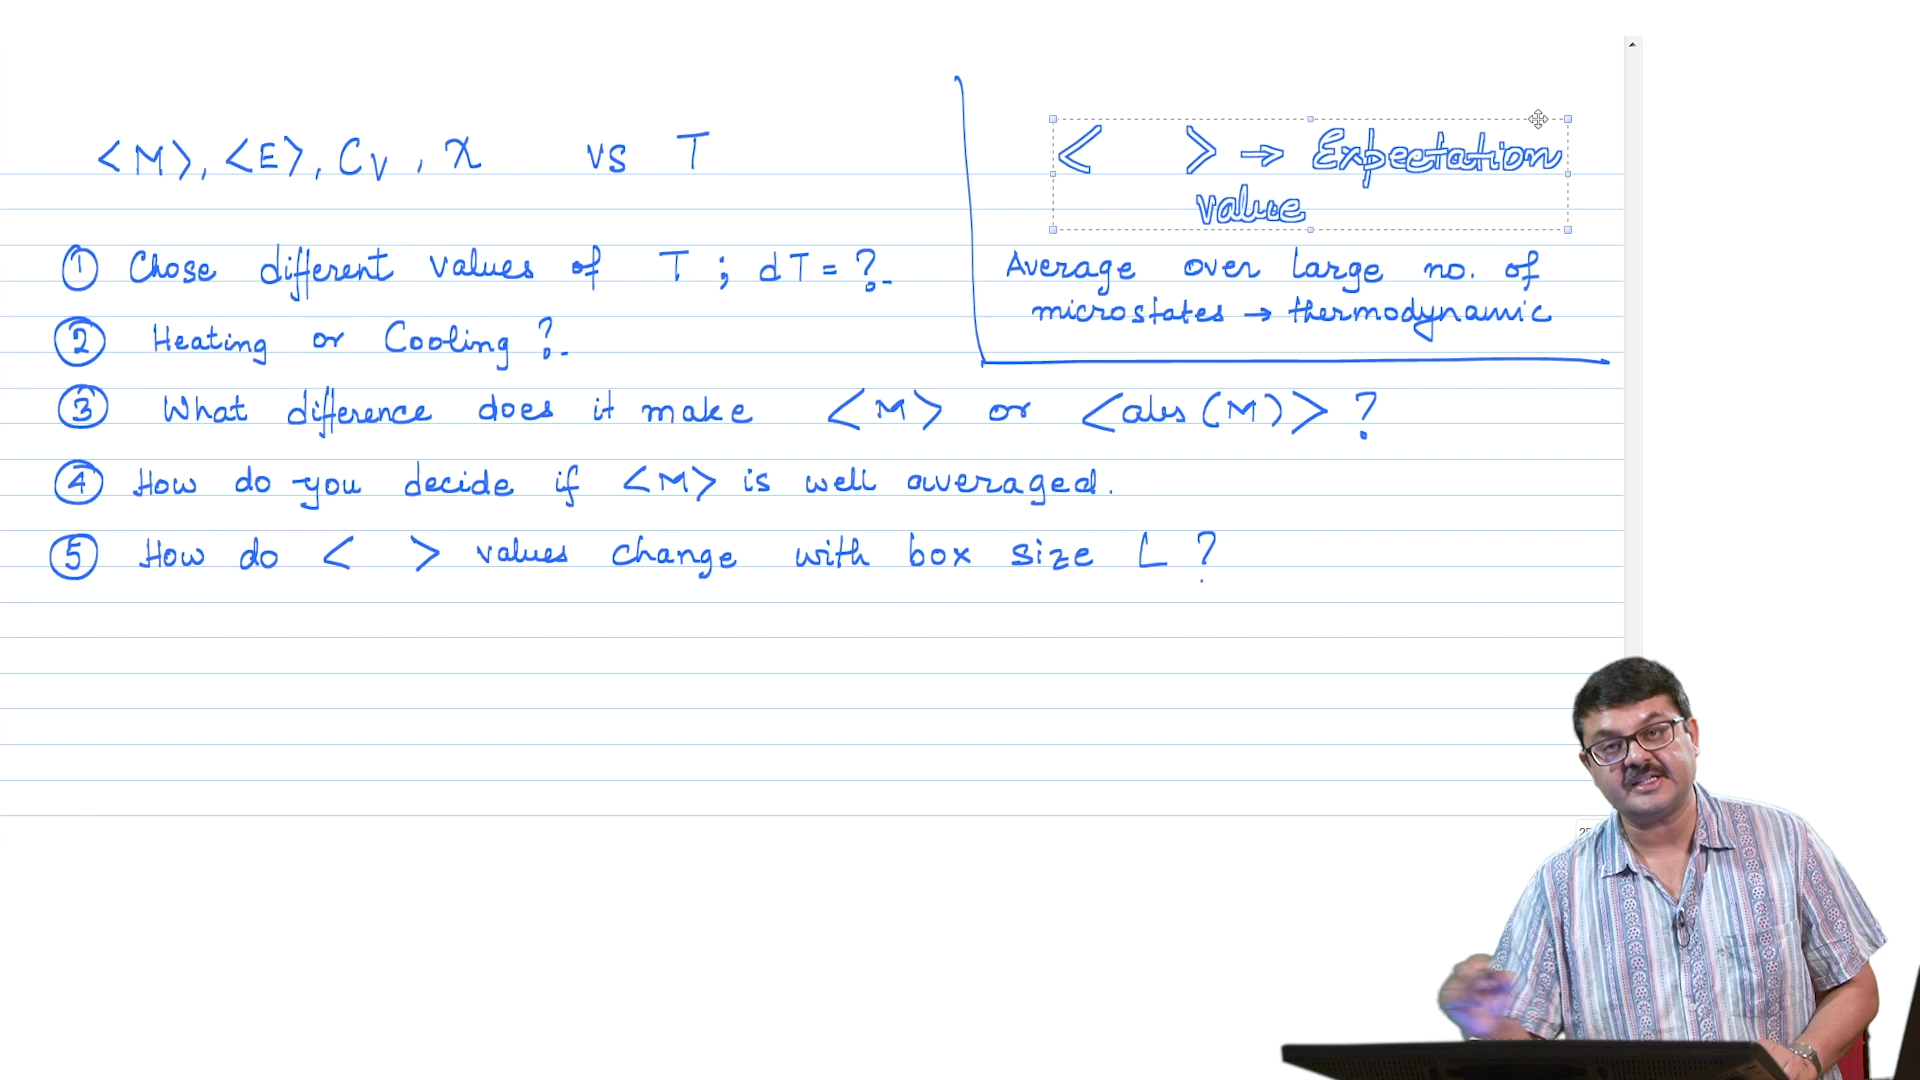 <M>, <E>, Cv, χ vs T
< > → Expectation
value
Average over large no. of
microstates → thermodynamic
① Chose different values of T ; dT = ?
② Heating or Cooling ?
③ What difference does it make <M> or <abs(M)> ?
④ How do you decide if <M> is well averaged.
⑤ How do < > values change with box size L ?